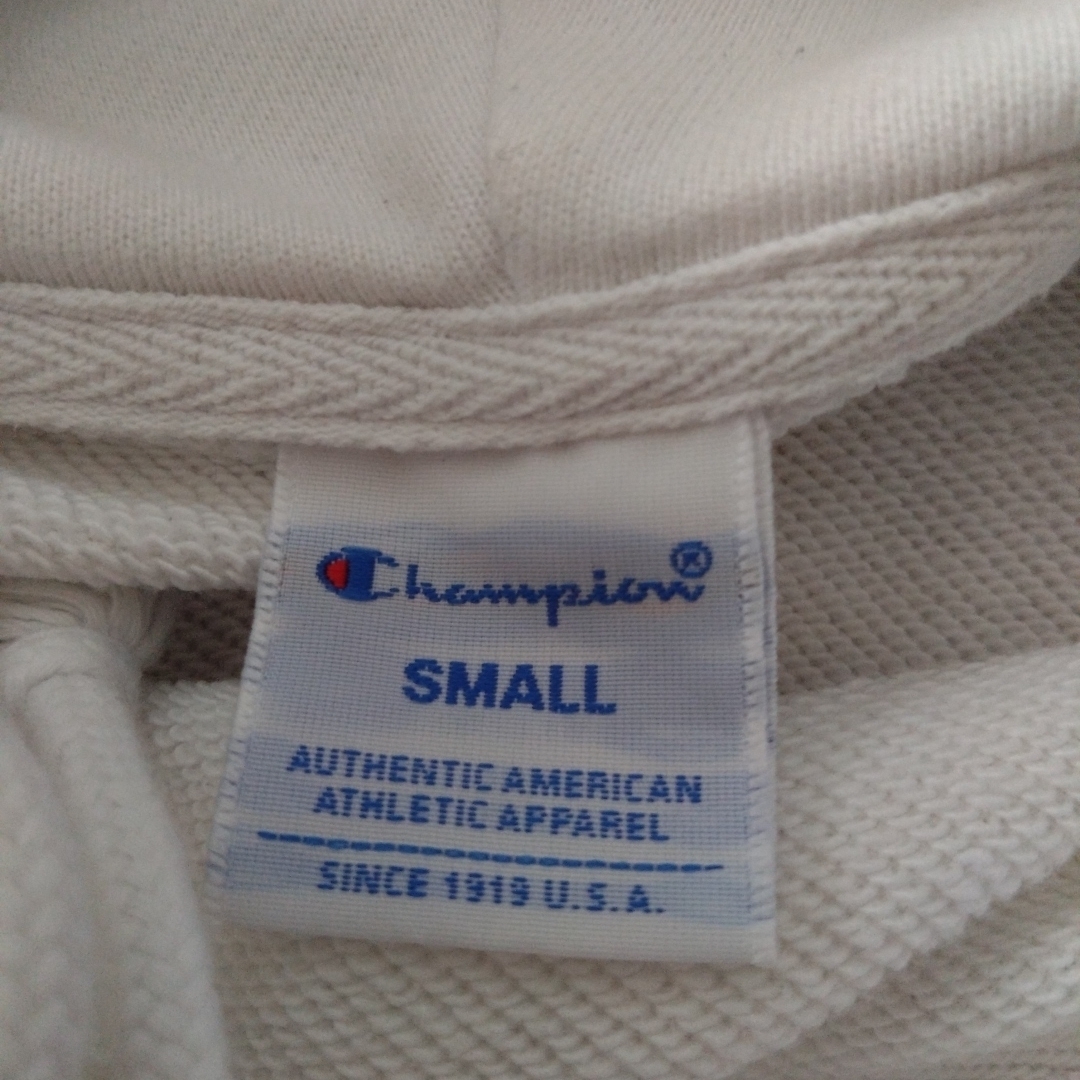 Champion®
SMALL
AUTHENTIC AMERICAN
ATHLETIC APPAREL
SINCE 1919 U.S.A.